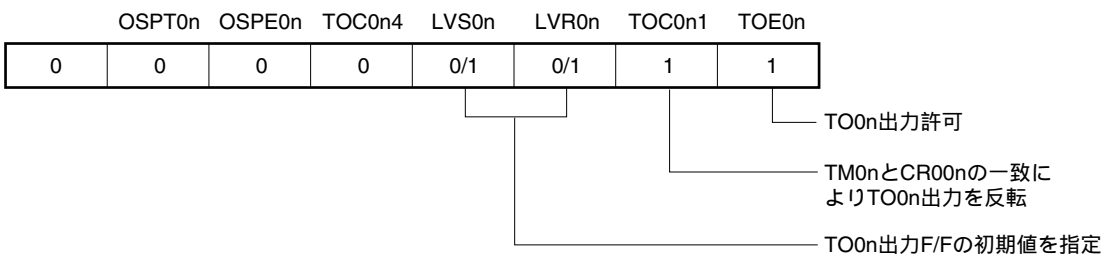 OSPT0n OSPE0n TOC0n4 LVS0n LVR0n TOC0n1 TOE0n
0 0 0 0 0/1 0/1 1 1
TO0n出力許可
TM0nとCR00nの一致に
よりTO0n出力を反転
TO0n出力F/Fの初期値を指定